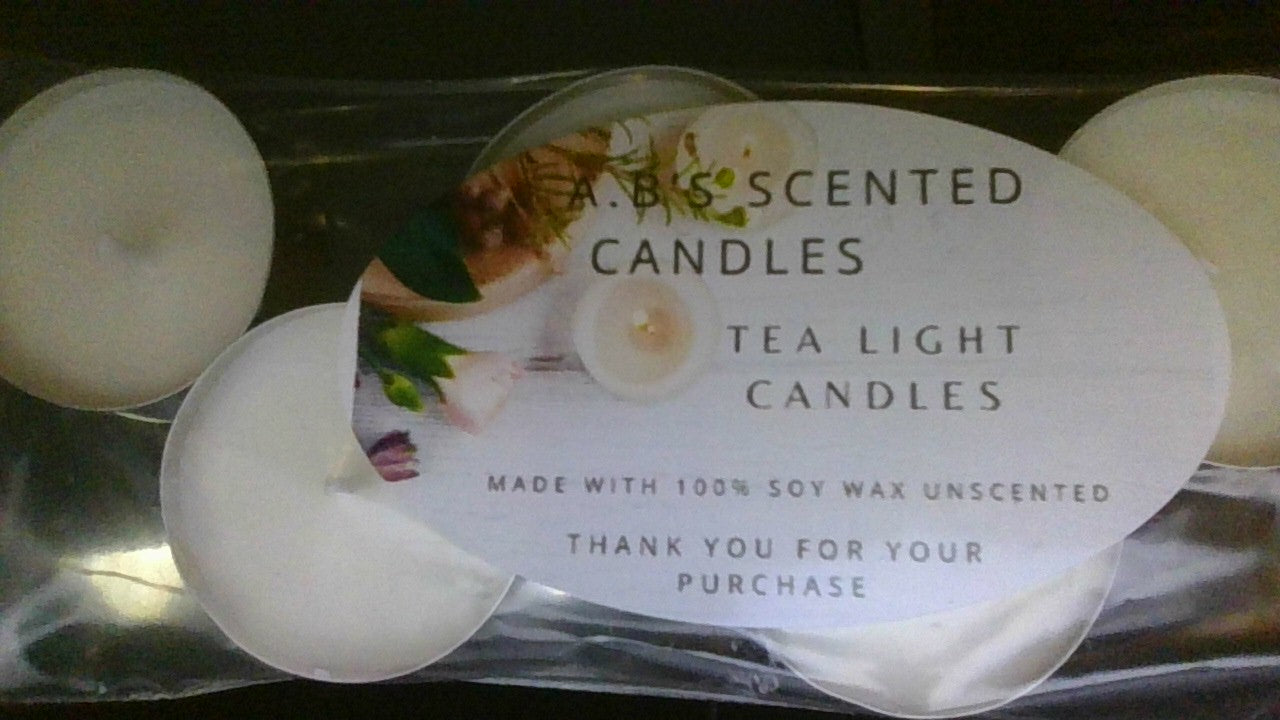 A.B'S SCENTED
CANDLES
TEA LIGHT
CANDLES
MADE WITH 100% SOY WAX UNSCENTED
THANK YOU FOR YOUR
PURCHASE